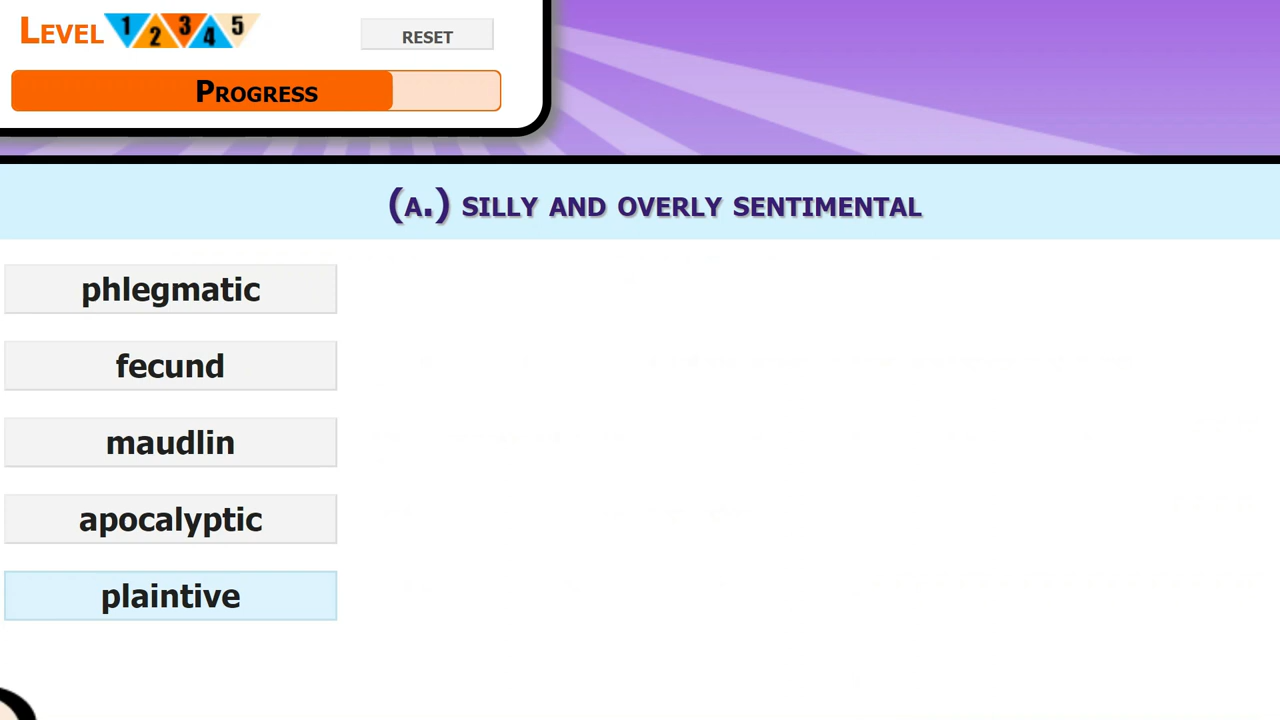 LEVEL 1 2 3 4 5
RESET
PROGRESS
(A.) SILLY AND OVERLY SENTIMENTAL
phlegmatic
fecund
maudlin
apocalyptic
plaintive